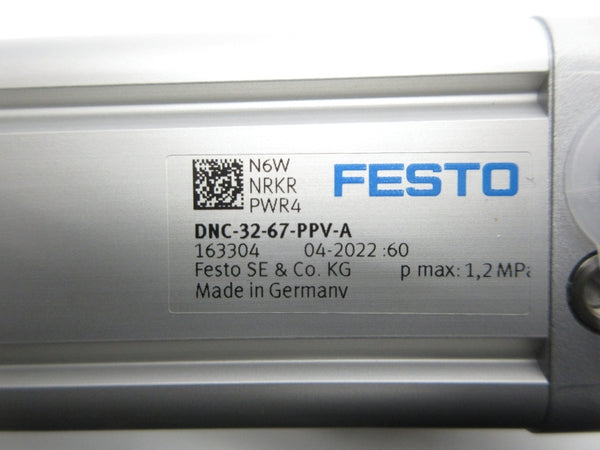 N6W
NRKR
PWR4
FESTO
DNC-32-67-PPV-A
163304 04-2022 :60
Festo SE & Co. KG p max: 1,2 MPa
Made in Germany